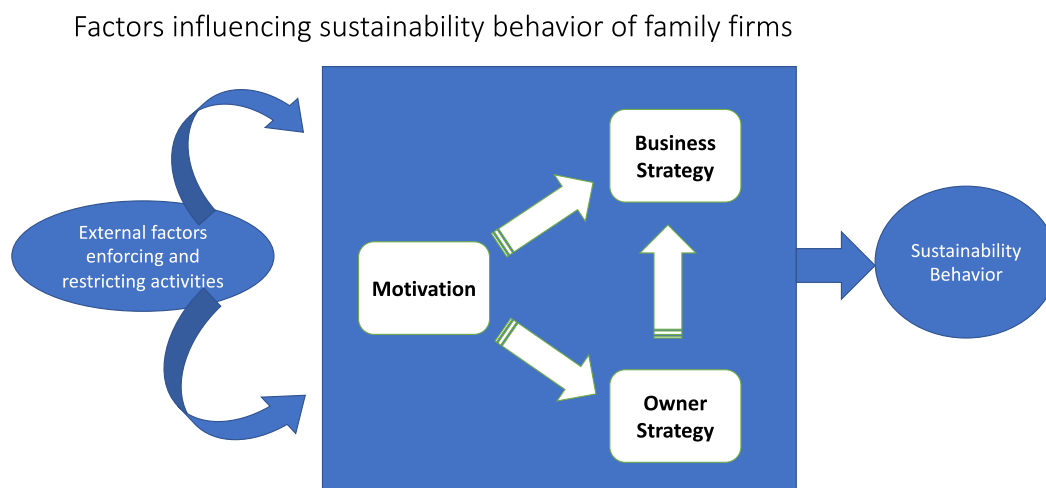 Factors influencing sustainability behavior of family firms
External factors
enforcing and
restricting activities
Motivation
Business
Strategy
Owner
Strategy
Sustainability
Behavior